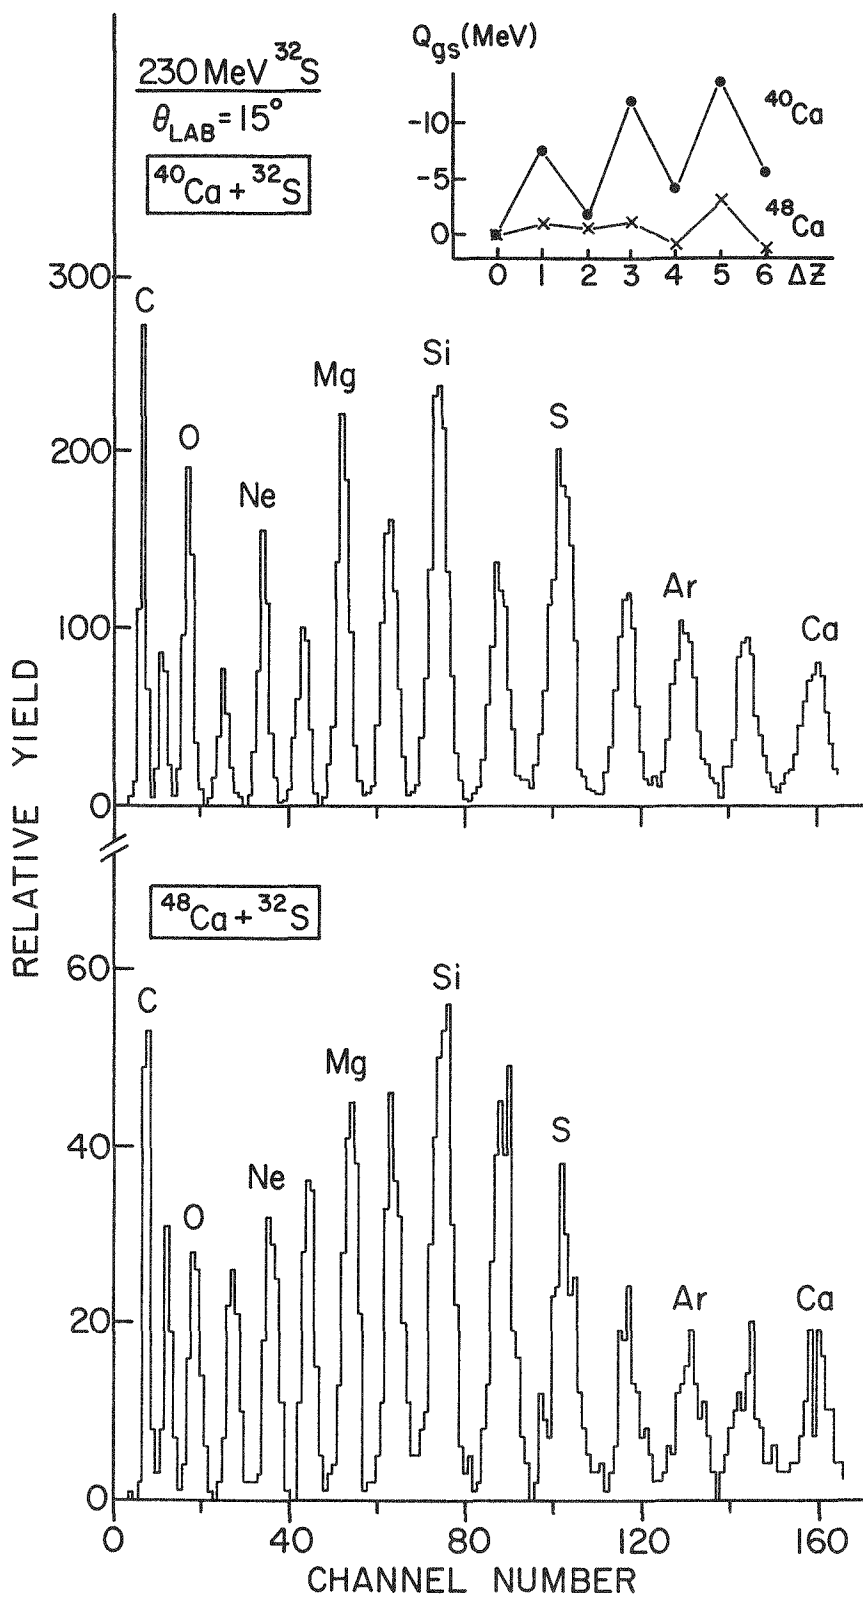 230 MeV ³²S
θLAB = 15°
⁴⁰Ca + ³²S
Qgs (MeV)
-10
-5
0
⁴⁰Ca
⁴⁸Ca
0 1 2 3 4 5 6 ΔZ
300
200
100
0
C
O
Ne
Mg
Si
S
Ar
Ca
RELATIVE YIELD
⁴⁸Ca + ³²S
60
40
20
0
C
O
Ne
Mg
Si
S
Ar
Ca
0 40 80 120 160
CHANNEL NUMBER